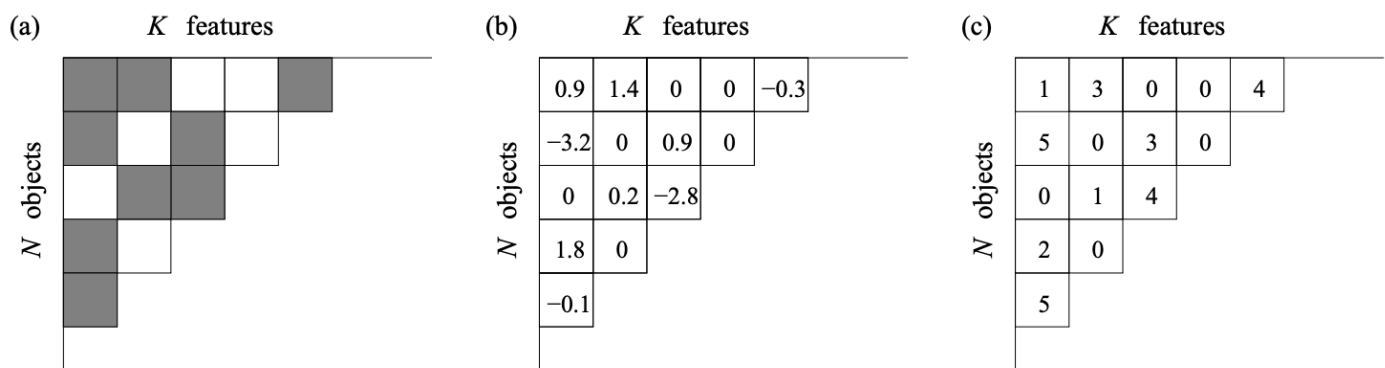 (a) K features
N objects
(b) K features
N objects
0.9 1.4 0 0 −0.3
−3.2 0 0.9 0
0 0.2 −2.8
1.8 0
−0.1
(c) K features
N objects
1 3 0 0 4
5 0 3 0
0 1 4
2 0
5